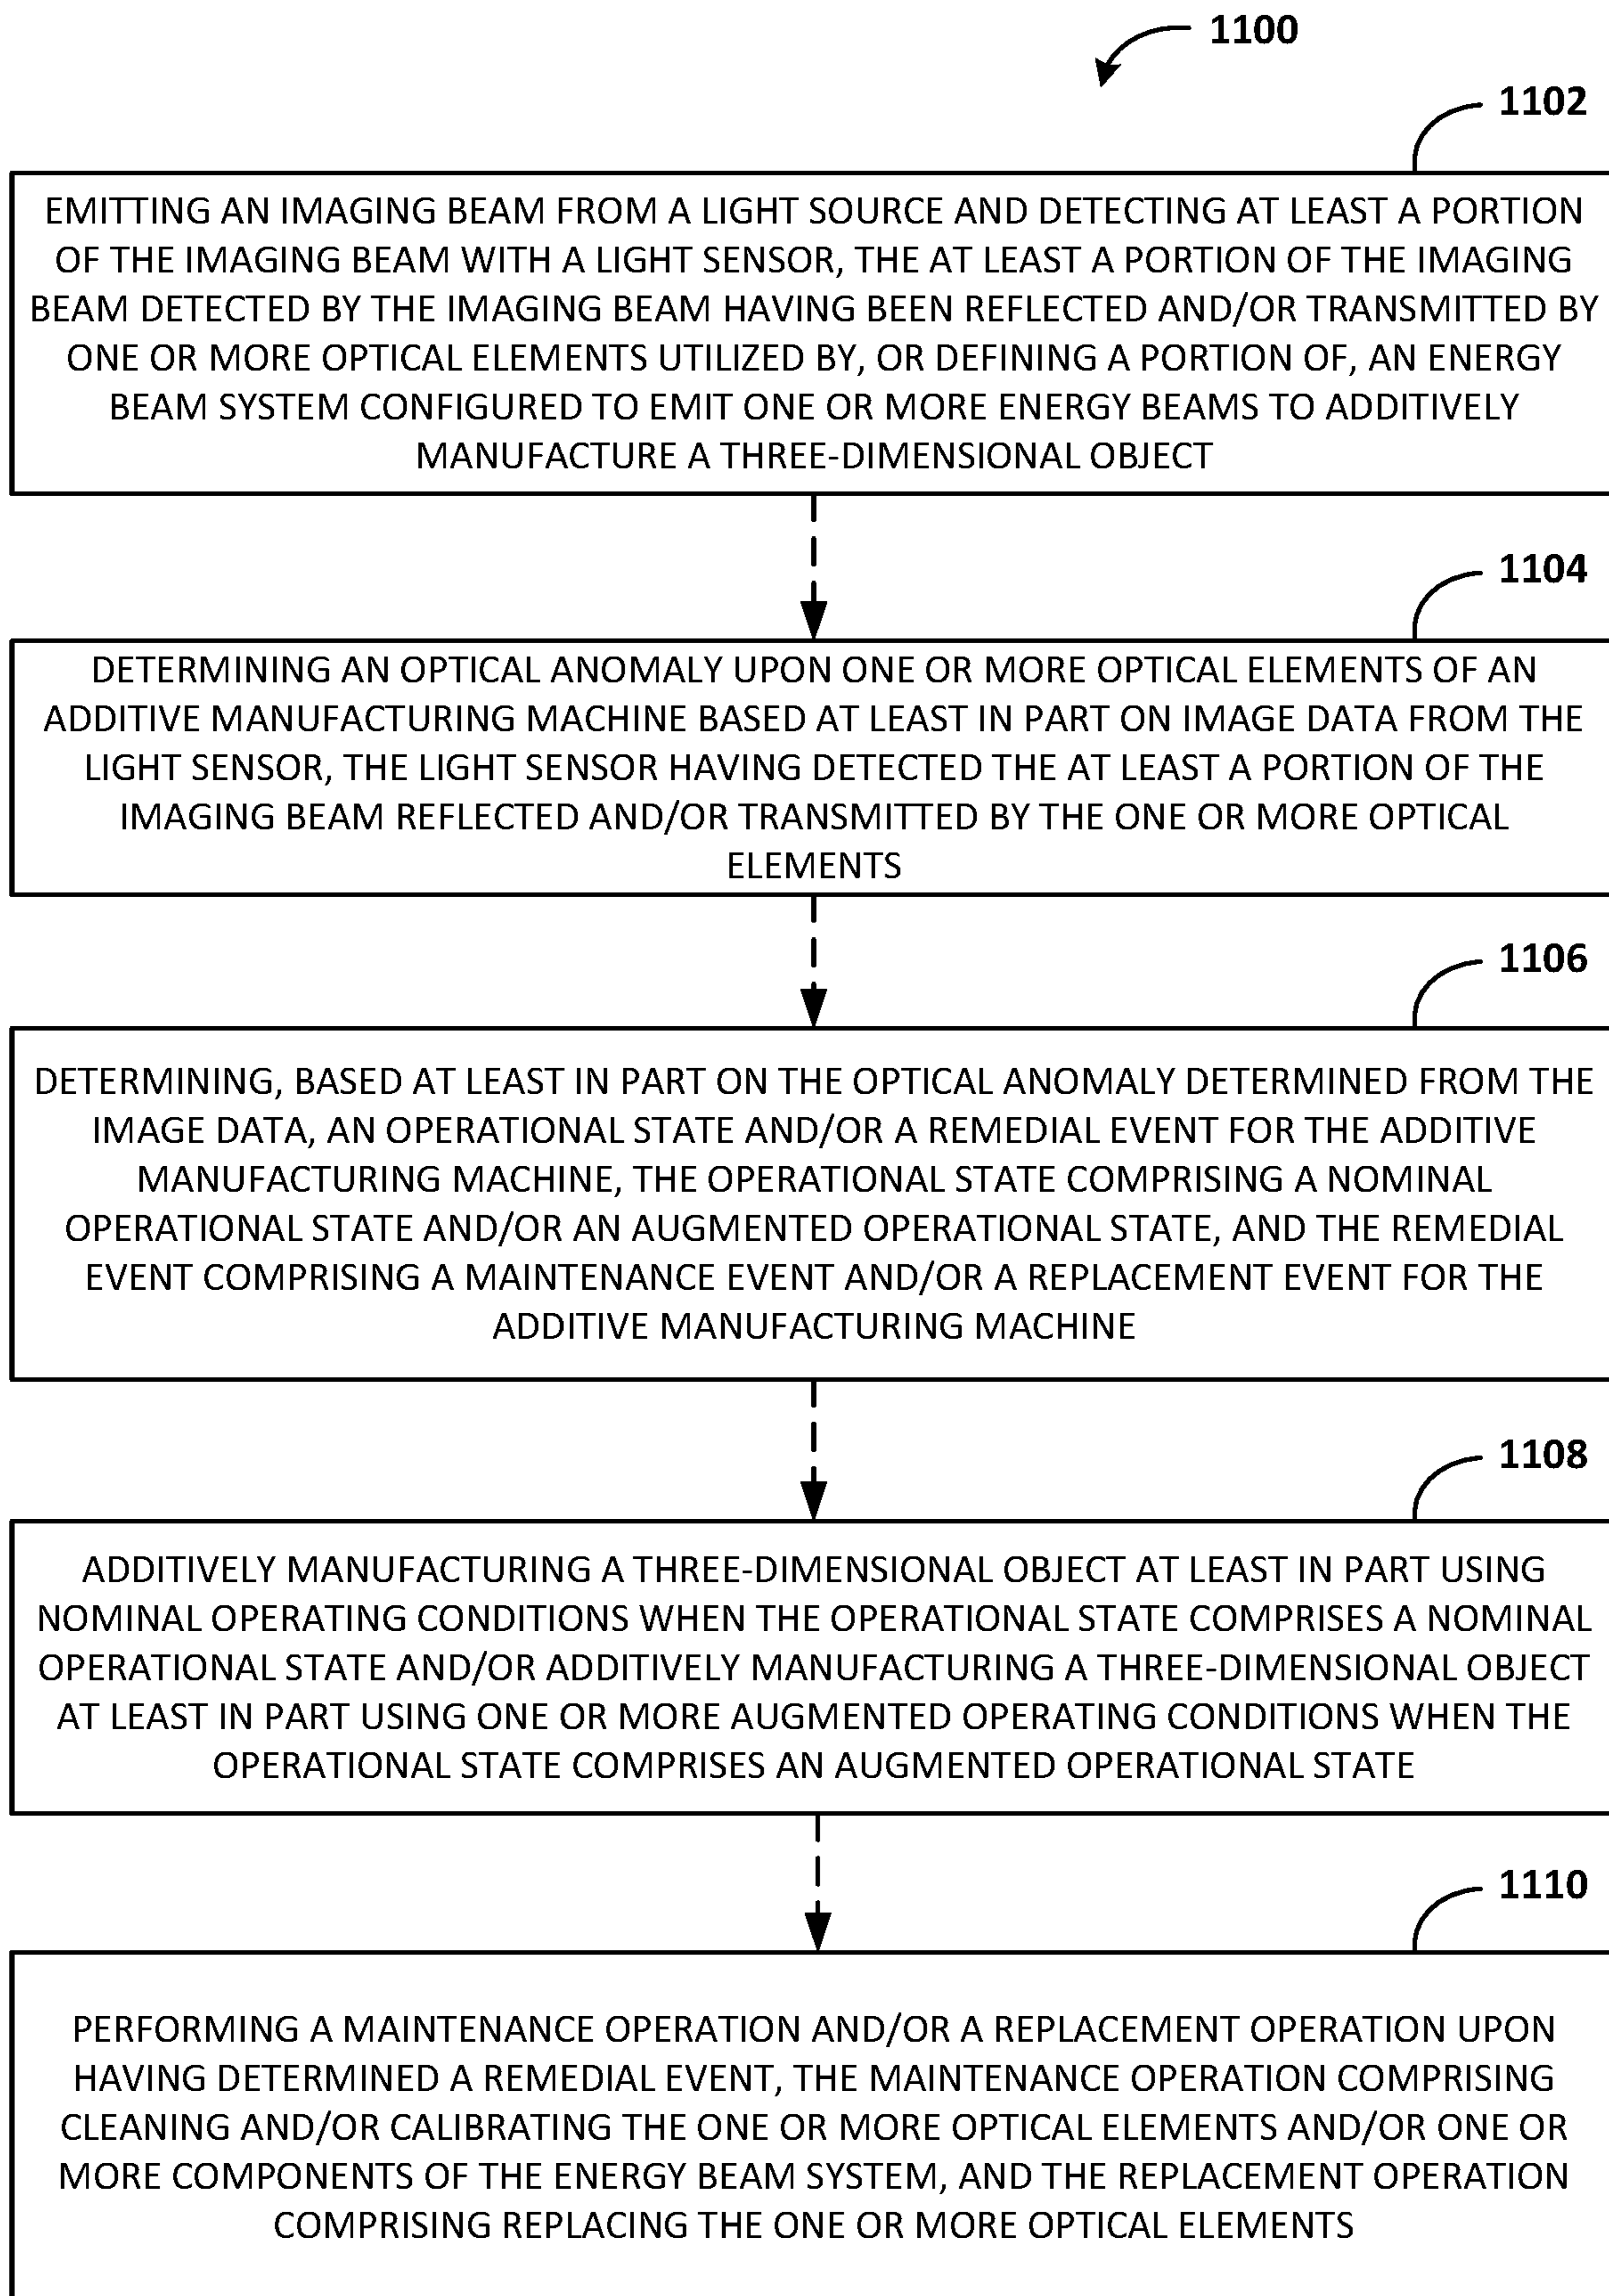 1100
1102
EMITTING AN IMAGING BEAM FROM A LIGHT SOURCE AND DETECTING AT LEAST A PORTION
OF THE IMAGING BEAM WITH A LIGHT SENSOR, THE AT LEAST A PORTION OF THE IMAGING
BEAM DETECTED BY THE IMAGING BEAM HAVING BEEN REFLECTED AND/OR TRANSMITTED BY
ONE OR MORE OPTICAL ELEMENTS UTILIZED BY, OR DEFINING A PORTION OF, AN ENERGY
BEAM SYSTEM CONFIGURED TO EMIT ONE OR MORE ENERGY BEAMS TO ADDITIVELY
MANUFACTURE A THREE-DIMENSIONAL OBJECT
1104
DETERMINING AN OPTICAL ANOMALY UPON ONE OR MORE OPTICAL ELEMENTS OF AN
ADDITIVE MANUFACTURING MACHINE BASED AT LEAST IN PART ON IMAGE DATA FROM THE
LIGHT SENSOR, THE LIGHT SENSOR HAVING DETECTED THE AT LEAST A PORTION OF THE
IMAGING BEAM REFLECTED AND/OR TRANSMITTED BY THE ONE OR MORE OPTICAL
ELEMENTS
1106
DETERMINING, BASED AT LEAST IN PART ON THE OPTICAL ANOMALY DETERMINED FROM THE
IMAGE DATA, AN OPERATIONAL STATE AND/OR A REMEDIAL EVENT FOR THE ADDITIVE
MANUFACTURING MACHINE, THE OPERATIONAL STATE COMPRISING A NOMINAL
OPERATIONAL STATE AND/OR AN AUGMENTED OPERATIONAL STATE, AND THE REMEDIAL
EVENT COMPRISING A MAINTENANCE EVENT AND/OR A REPLACEMENT EVENT FOR THE
ADDITIVE MANUFACTURING MACHINE
1108
ADDITIVELY MANUFACTURING A THREE-DIMENSIONAL OBJECT AT LEAST IN PART USING
NOMINAL OPERATING CONDITIONS WHEN THE OPERATIONAL STATE COMPRISES A NOMINAL
OPERATIONAL STATE AND/OR ADDITIVELY MANUFACTURING A THREE-DIMENSIONAL OBJECT
AT LEAST IN PART USING ONE OR MORE AUGMENTED OPERATING CONDITIONS WHEN THE
OPERATIONAL STATE COMPRISES AN AUGMENTED OPERATIONAL STATE
1110
PERFORMING A MAINTENANCE OPERATION AND/OR A REPLACEMENT OPERATION UPON
HAVING DETERMINED A REMEDIAL EVENT, THE MAINTENANCE OPERATION COMPRISING
CLEANING AND/OR CALIBRATING THE ONE OR MORE OPTICAL ELEMENTS AND/OR ONE OR
MORE COMPONENTS OF THE ENERGY BEAM SYSTEM, AND THE REPLACEMENT OPERATION
COMPRISING REPLACING THE ONE OR MORE OPTICAL ELEMENTS